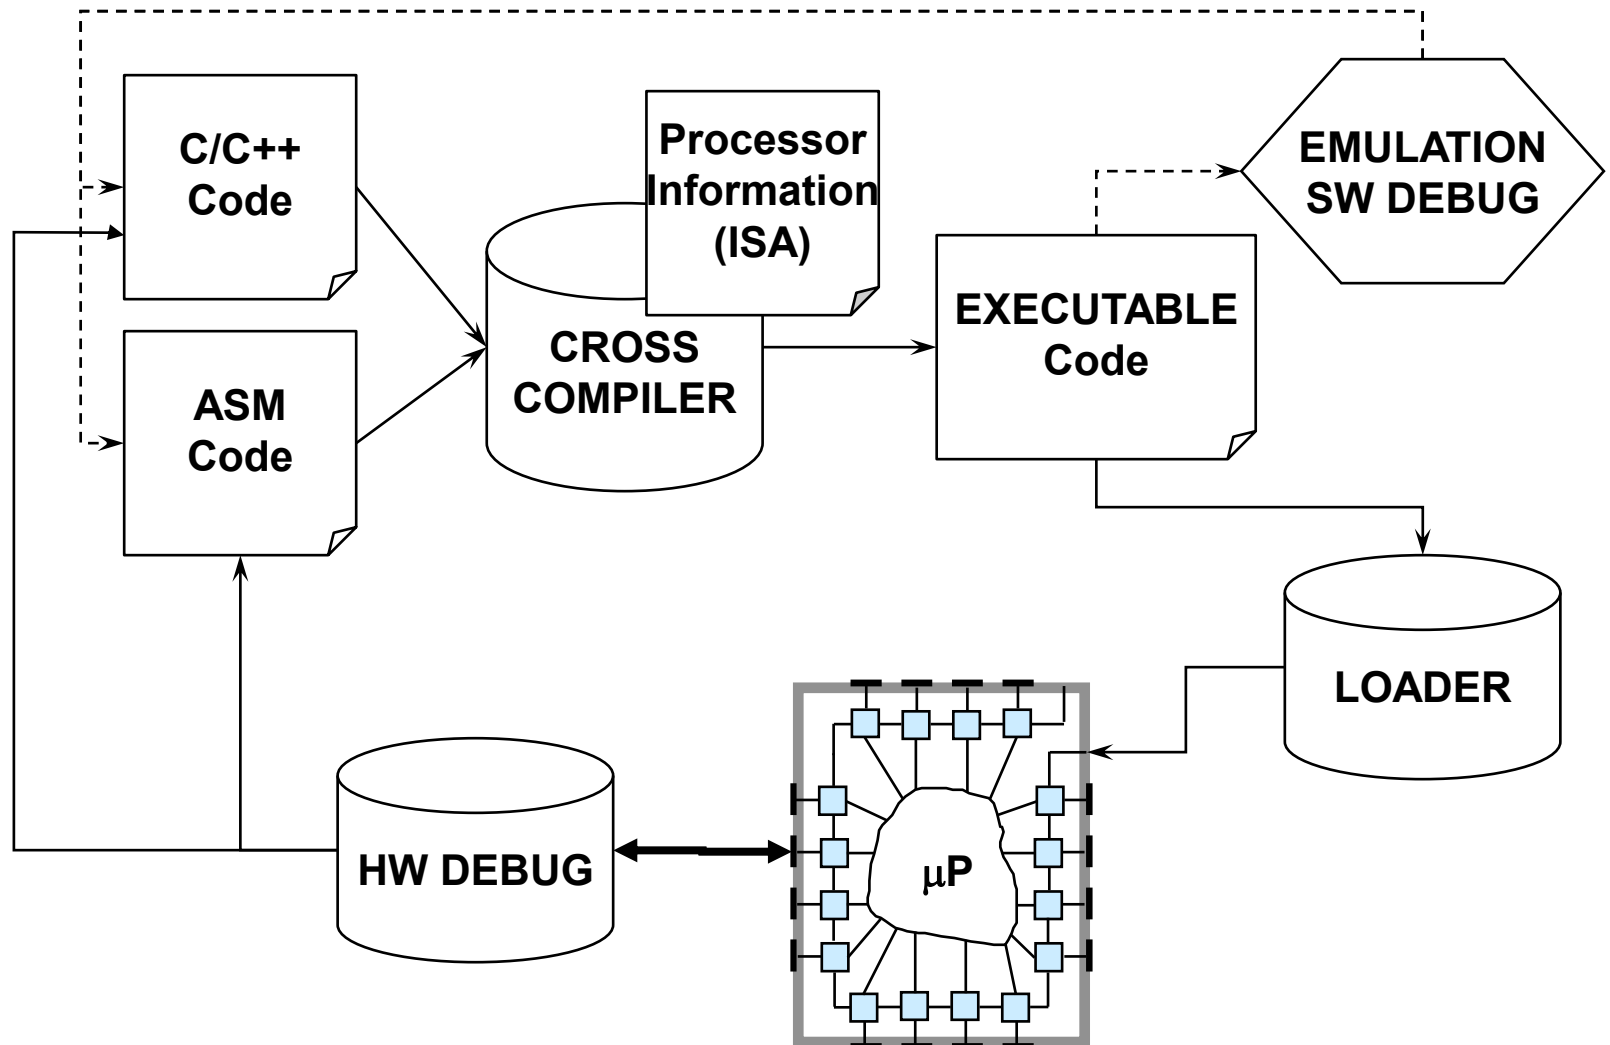 C/C++
Code
Processor
Information
(ISA)
EMULATION
SW DEBUG
EXECUTABLE
Code
CROSS
COMPILER
ASM
Code
LOADER
HW DEBUG
μP